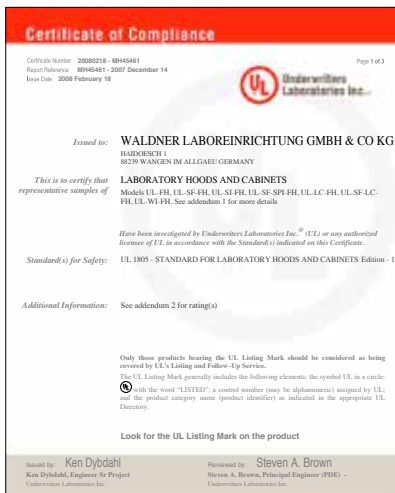 Certificate of Compliance
Certificate Number 20080218 - MH45461
Report Reference MH45461 - 2007 December 14
Issue Date 2008 February 18
Page 1 of 3
UL
Underwriters
Laboratories Inc.
Issued to: WALDNER LABOREINRICHTUNG GMBH & CO KG
HAIDOESCH 1
88239 WANGEN IM ALLGAEU GERMANY
This is to certify that LABORATORY HOODS AND CABINETS
representative samples of Models UL-FH, UL-SF-FH, UL-SI-FH, UL-SF-SPI-FH, UL-LC-FH, UL-SF-LC-
FH, UL-WI-FH. See addendum 1 for more details
Have been investigated by Underwriters Laboratories Inc.® (UL) or any authorized
licensee of UL in accordance with the Standard(s) indicated on this Certificate.
Standard(s) for Safety: UL 1805 - STANDARD FOR LABORATORY HOODS AND CABINETS Edition - 1
Additional Information: See addendum 2 for rating(s)
Only those products bearing the UL Listing Mark should be considered as being
covered by UL's Listing and Follow-Up Service.
The UL Listing Mark generally includes the following elements: the symbol UL in a circle:
UL with the word "LISTED"; a control number (may be alphanumeric) assigned by UL;
and the product category name (product identifier) as indicated in the appropriate UL
Directory.
Look for the UL Listing Mark on the product
Issued by: Ken Dybdahl
Ken Dybdahl, Engineer Sr Project
Underwriters Laboratories Inc.
Reviewed by: Steven A. Brown
Steven A. Brown, Principal Engineer (PDE) -
Underwriters Laboratories Inc.